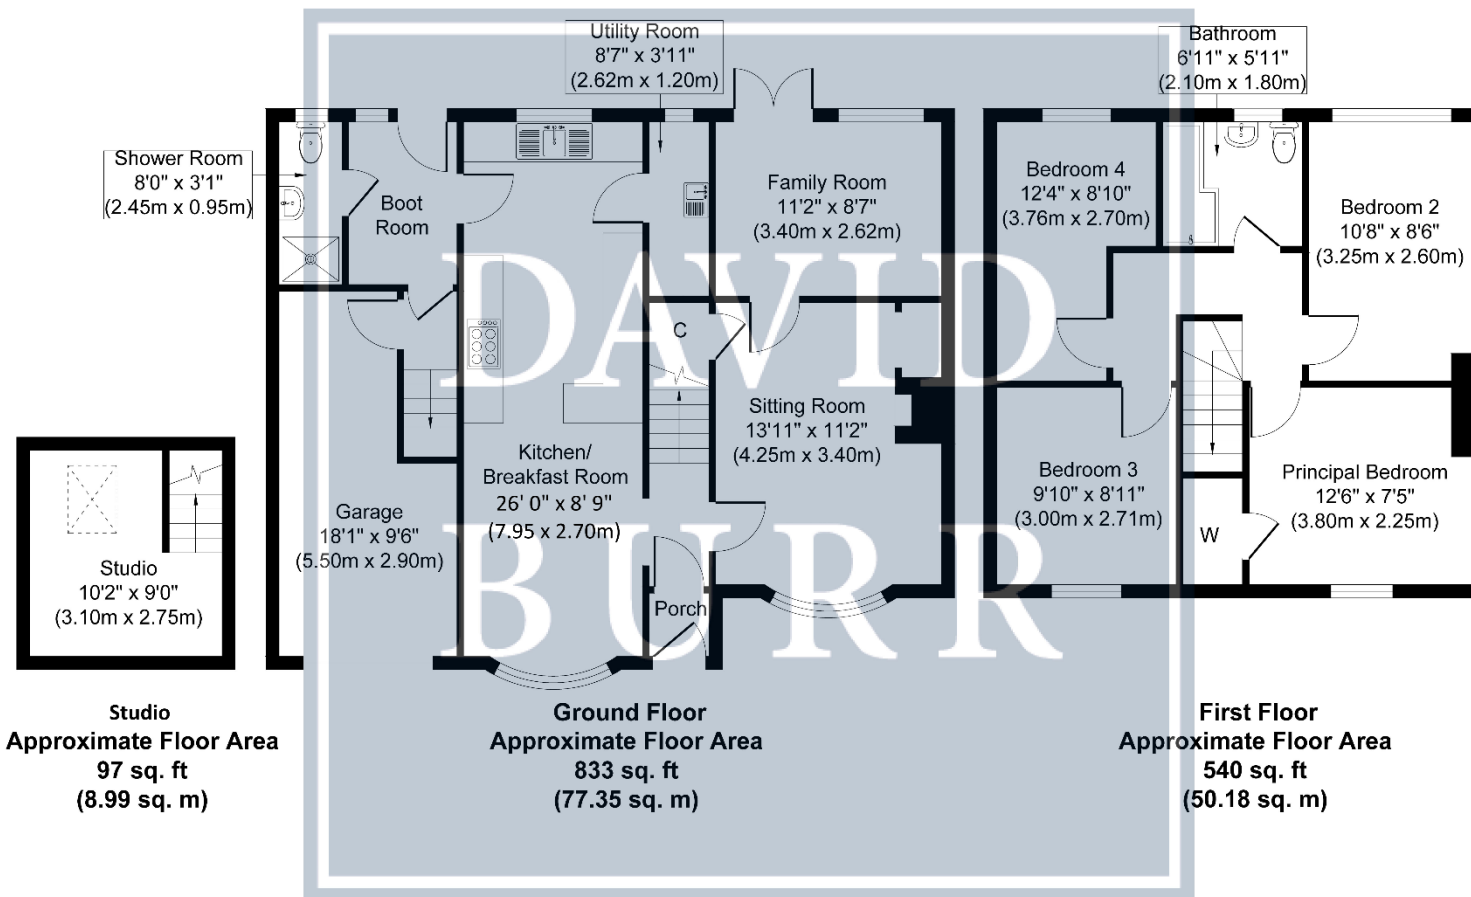 Utility Room
8'7" x 3'11"
(2.62m x 1.20m)
Bathroom
6'11" x 5'11"
(2.10m x 1.80m)
Shower Room
8'0" x 3'1"
(2.45m x 0.95m)
Boot
Room
Family Room
11'2" x 8'7"
(3.40m x 2.62m)
Bedroom 4
12'4" x 8'10"
(3.76m x 2.70m)
Bedroom 2
10'8" x 8'6"
(3.25m x 2.60m)
DAVID
C
Sitting Room
13'11" x 11'2"
(4.25m x 3.40m)
Kitchen/
Breakfast Room
26' 0" x 8' 9"
(7.95 x 2.70m)
Bedroom 3
9'10" x 8'11"
(3.00m x 2.71m)
Principal Bedroom
12'6" x 7'5"
(3.80m x 2.25m)
W
Garage
18'1" x 9'6"
(5.50m x 2.90m)
Studio
10'2" x 9'0"
(3.10m x 2.75m)
BURR
Porch
Studio
Approximate Floor Area
97 sq. ft
(8.99 sq. m)
Ground Floor
Approximate Floor Area
833 sq. ft
(77.35 sq. m)
First Floor
Approximate Floor Area
540 sq. ft
(50.18 sq. m)